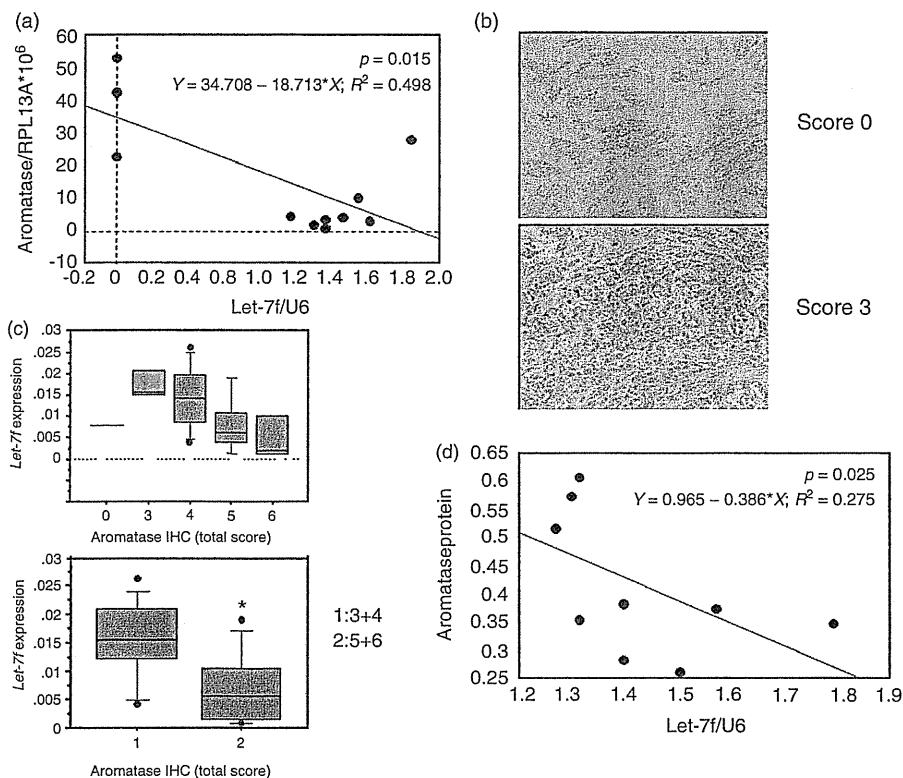 (a)
60
50
40
30
20
10
0
-10
Aromatase/RPL13A*10⁶
p = 0.015
Y = 34.708 – 18.713*X; R² = 0.498
-0.2 0 0.2 0.4 0.6 0.8 1.0 1.2 1.4 1.6 1.8 2.0
Let-7f/U6
(b)
Score 0
Score 3
(c)
.03
.025
.02
.015
.01
.005
0
Let-7f expression
0 3 4 5 6
Aromatase IHC (total score)
.03
.025
.02
.015
.01
.005
0
Let-7f expression
*
1 2
Aromatase IHC (total score)
1:3+4
2:5+6
(d)
0.65
0.6
0.55
0.5
0.45
0.4
0.35
0.3
0.25
Aromataseprotein
p = 0.025
Y = 0.965 – 0.386*X; R² = 0.275
1.2 1.3 1.4 1.5 1.6 1.7 1.8 1.9
Let-7f/U6